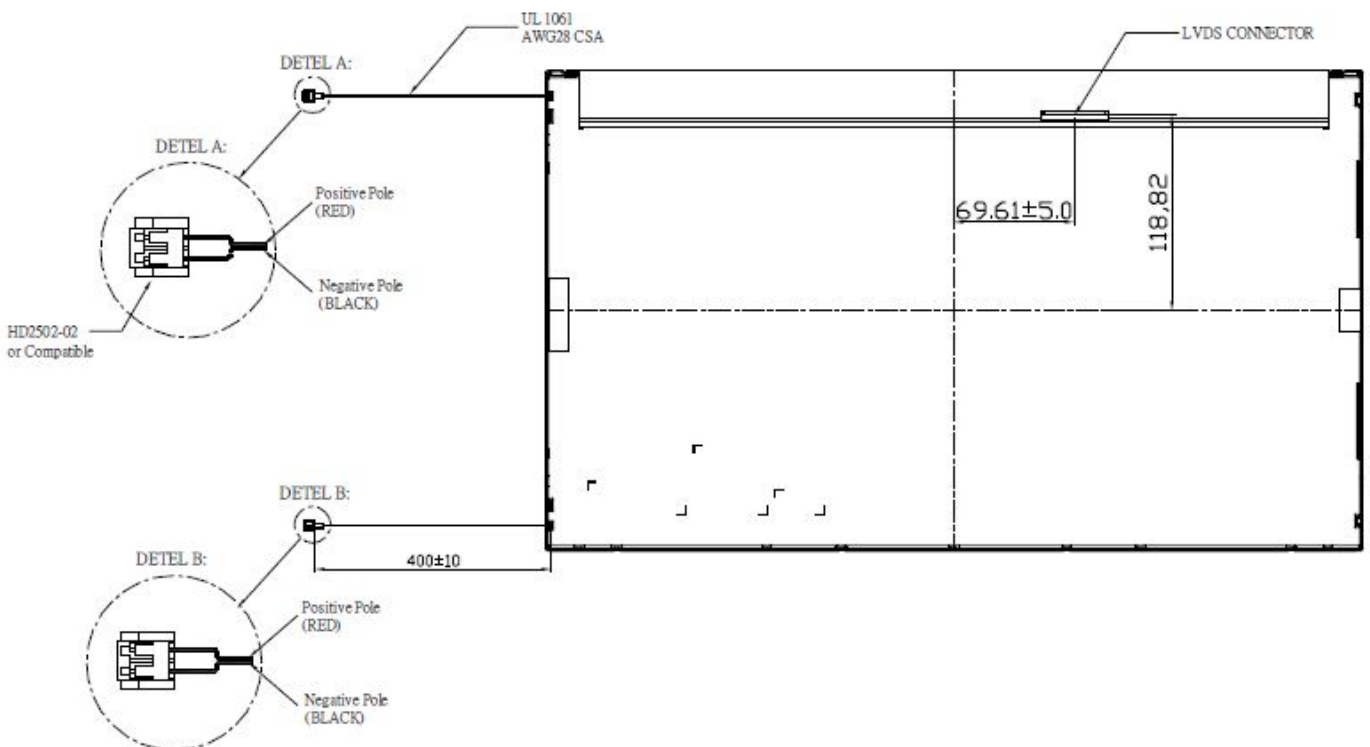 UL 1061
AWG28 CSA
LVDS CONNECTOR
DETEL A:
DETEL A:
Positive Pole
(RED)
69.61±5.0
118,82
Negative Pole
(BLACK)
HD2502-02
or Compatible
DETEL B:
DETEL B:
400±10
Positive Pole
(RED)
Negative Pole
(BLACK)